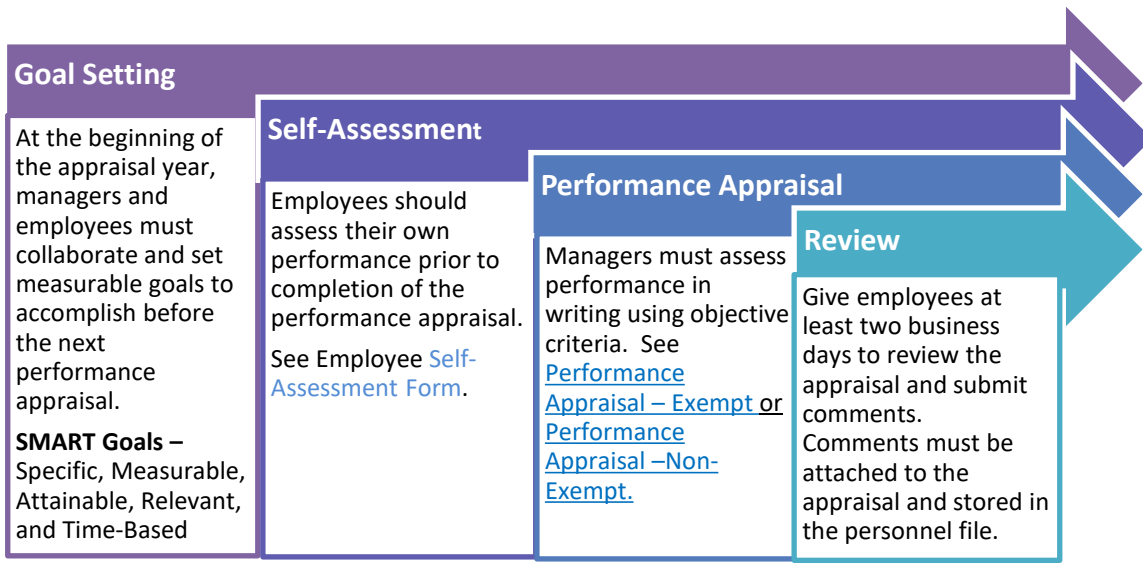 Goal Setting
At the beginning of
the appraisal year,
managers and
employees must
collaborate and set
measurable goals to
accomplish before
the next
performance
appraisal.
SMART Goals –
Specific, Measurable,
Attainable, Relevant,
and Time-Based
Self-Assessment
Employees should
assess their own
performance prior to
completion of the
performance appraisal.
See Employee Self-
Assessment Form.
Performance Appraisal
Managers must assess
performance in
writing using objective
criteria.  See
Performance
Appraisal – Exempt or
Performance
Appraisal –Non-
Exempt.
Review
Give employees at
least two business
days to review the
appraisal and submit
comments.
Comments must be
attached to the
appraisal and stored in
the personnel file.